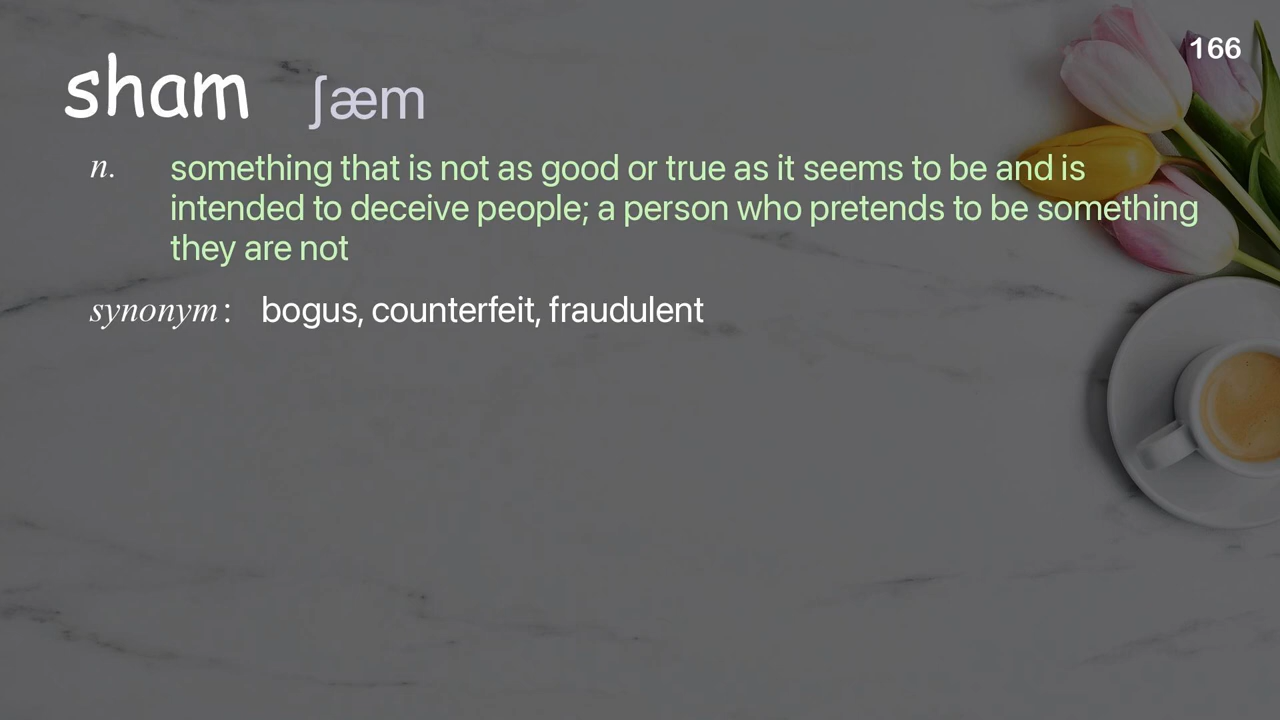 166
sham ʃæm
n. something that is not as good or true as it seems to be and is
intended to deceive people; a person who pretends to be something
they are not
synonym: bogus, counterfeit, fraudulent